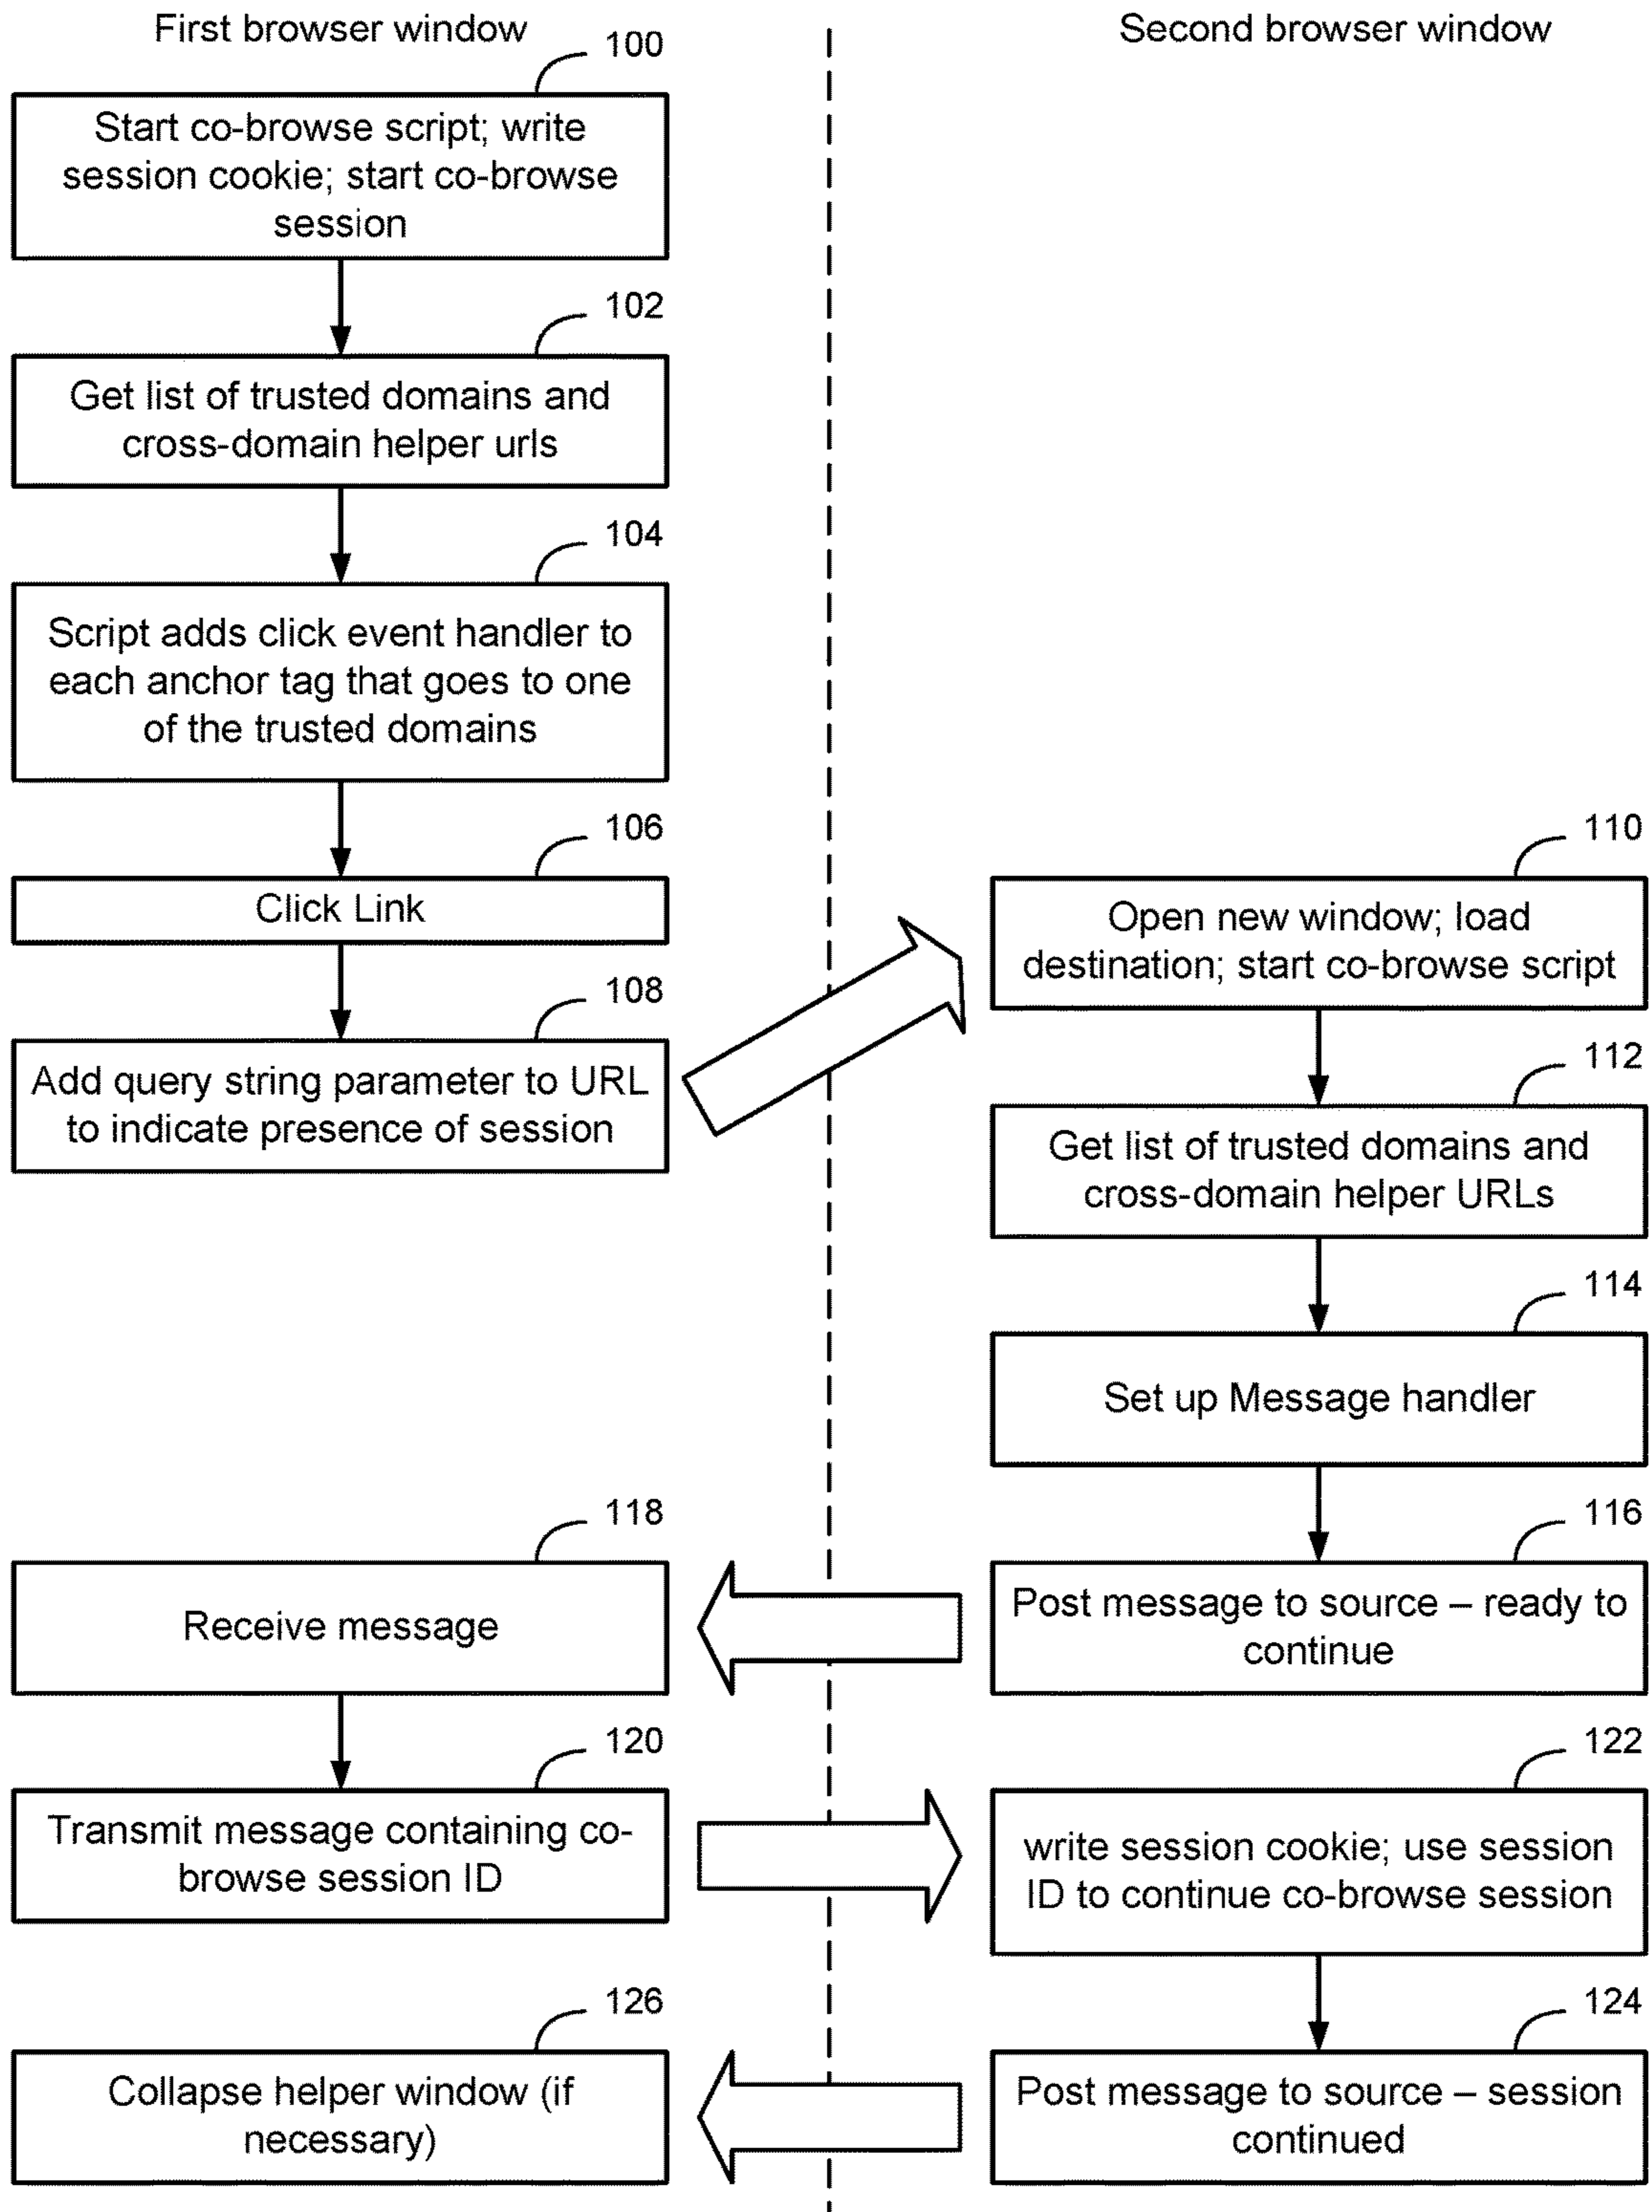 First browser window
Second browser window
100
Start co-browse script; write
session cookie; start co-browse
session
102
Get list of trusted domains and
cross-domain helper urls
104
Script adds click event handler to
each anchor tag that goes to one
of the trusted domains
106
Click Link
108
Add query string parameter to URL
to indicate presence of session
110
Open new window; load
destination; start co-browse script
112
Get list of trusted domains and
cross-domain helper URLs
114
Set up Message handler
116
Post message to source – ready to
continue
118
Receive message
120
Transmit message containing co-
browse session ID
122
write session cookie; use session
ID to continue co-browse session
124
Post message to source – session
continued
126
Collapse helper window (if
necessary)